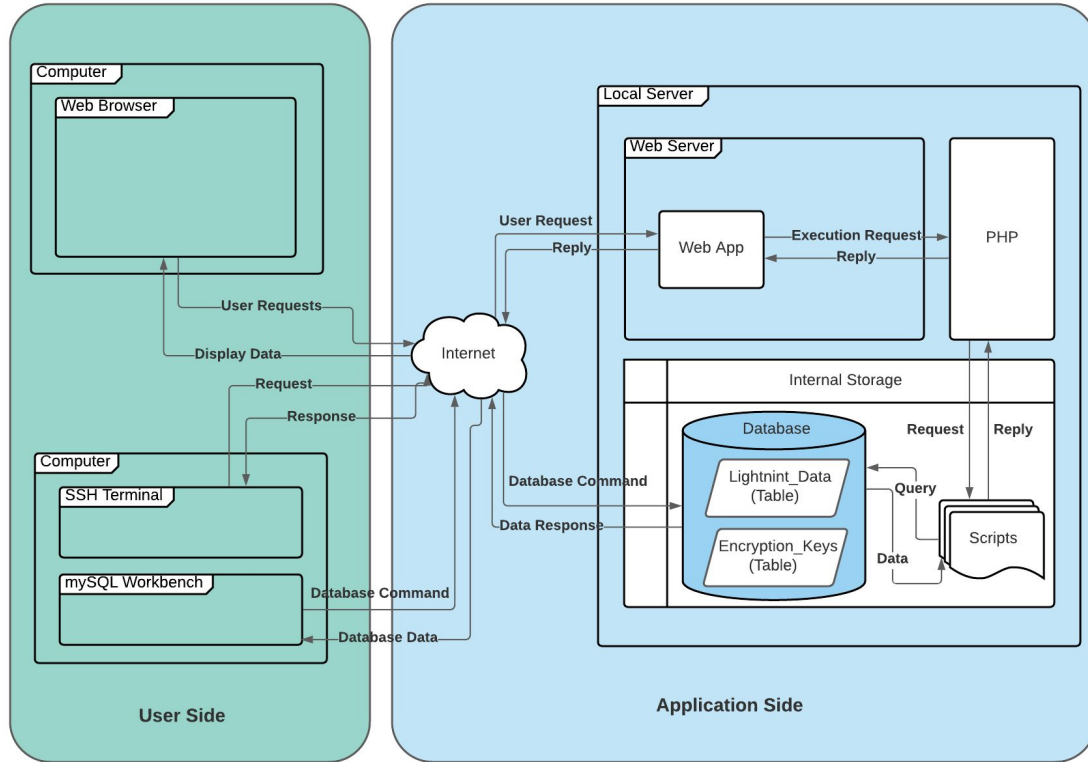 Computer
Web Browser
User Requests
Display Data
Request
Response
Computer
SSH Terminal
mySQL Workbench
Database Command
Database Data
User Side
Internet
Local Server
Web Server
User Request
Reply
Web App
Execution Request
Reply
PHP
Internal Storage
Database
Lightnint_Data
(Table)
Encryption_Keys
(Table)
Request
Reply
Query
Data
Scripts
Database Command
Data Response
Application Side